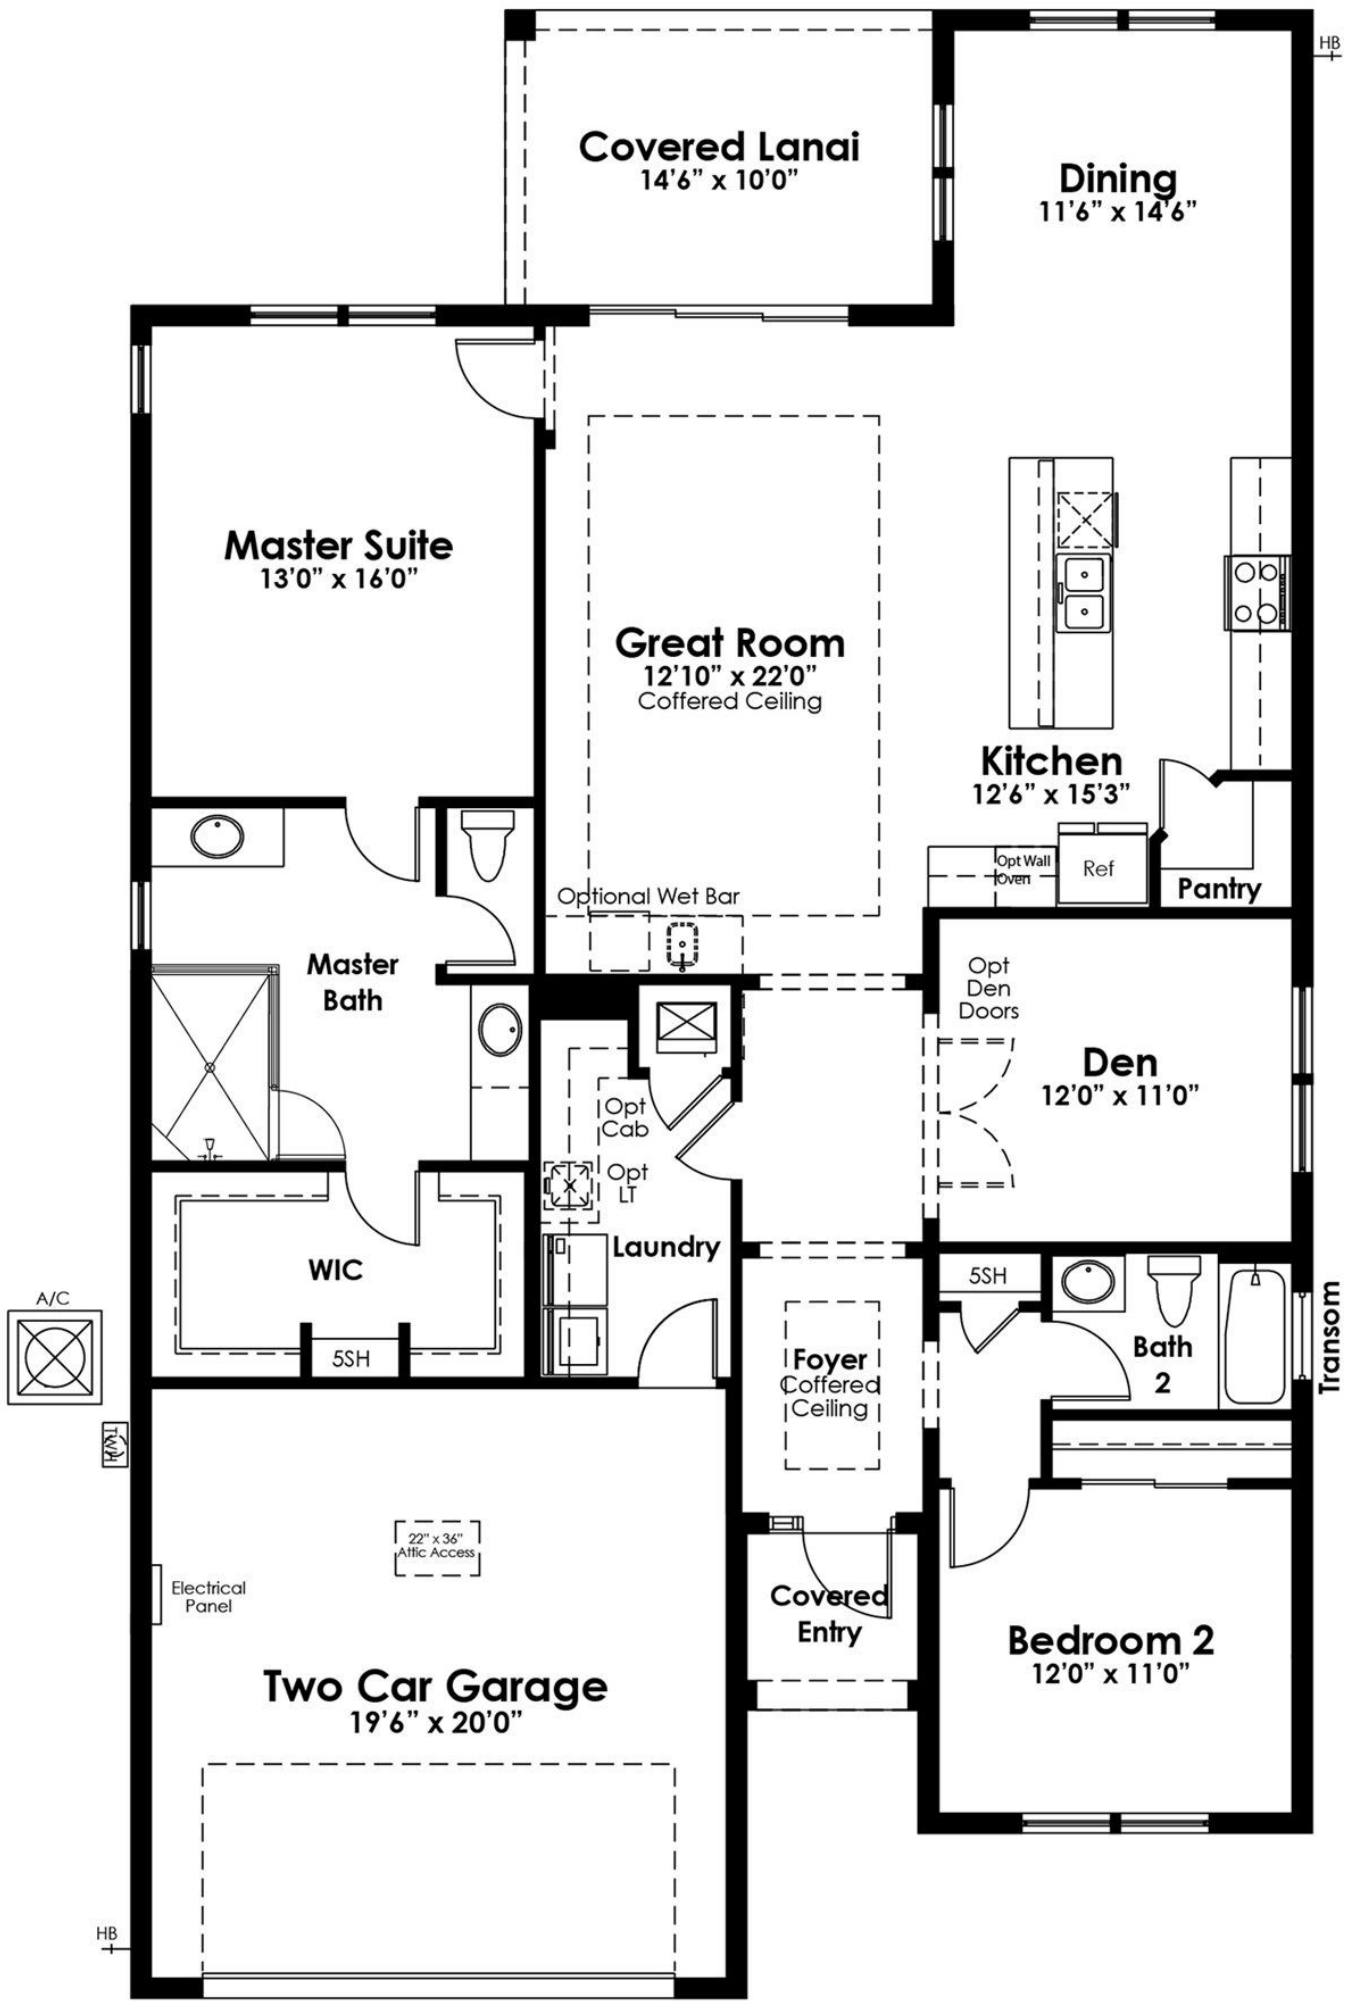 HB
Covered Lanai
14'6" x 10'0"
Dining
11'6" x 14'6"
Master Suite
13'0" x 16'0"
Great Room
12'10" x 22'0"
Coffered Ceiling
Kitchen
12'6" x 15'3"
Opt Wall
Oven
Ref
Pantry
Optional Wet Bar
Master
Bath
Opt
Den
Doors
Den
12'0" x 11'0"
Opt
Cab
Opt
LT
Laundry
WIC
5SH
5SH
A/C
TWH
Foyer
Coffered
Ceiling
Bath
2
Transom
22" x 36"
Attic Access
Electrical
Panel
Covered
Entry
Bedroom 2
12'0" x 11'0"
Two Car Garage
19'6" x 20'0"
HB